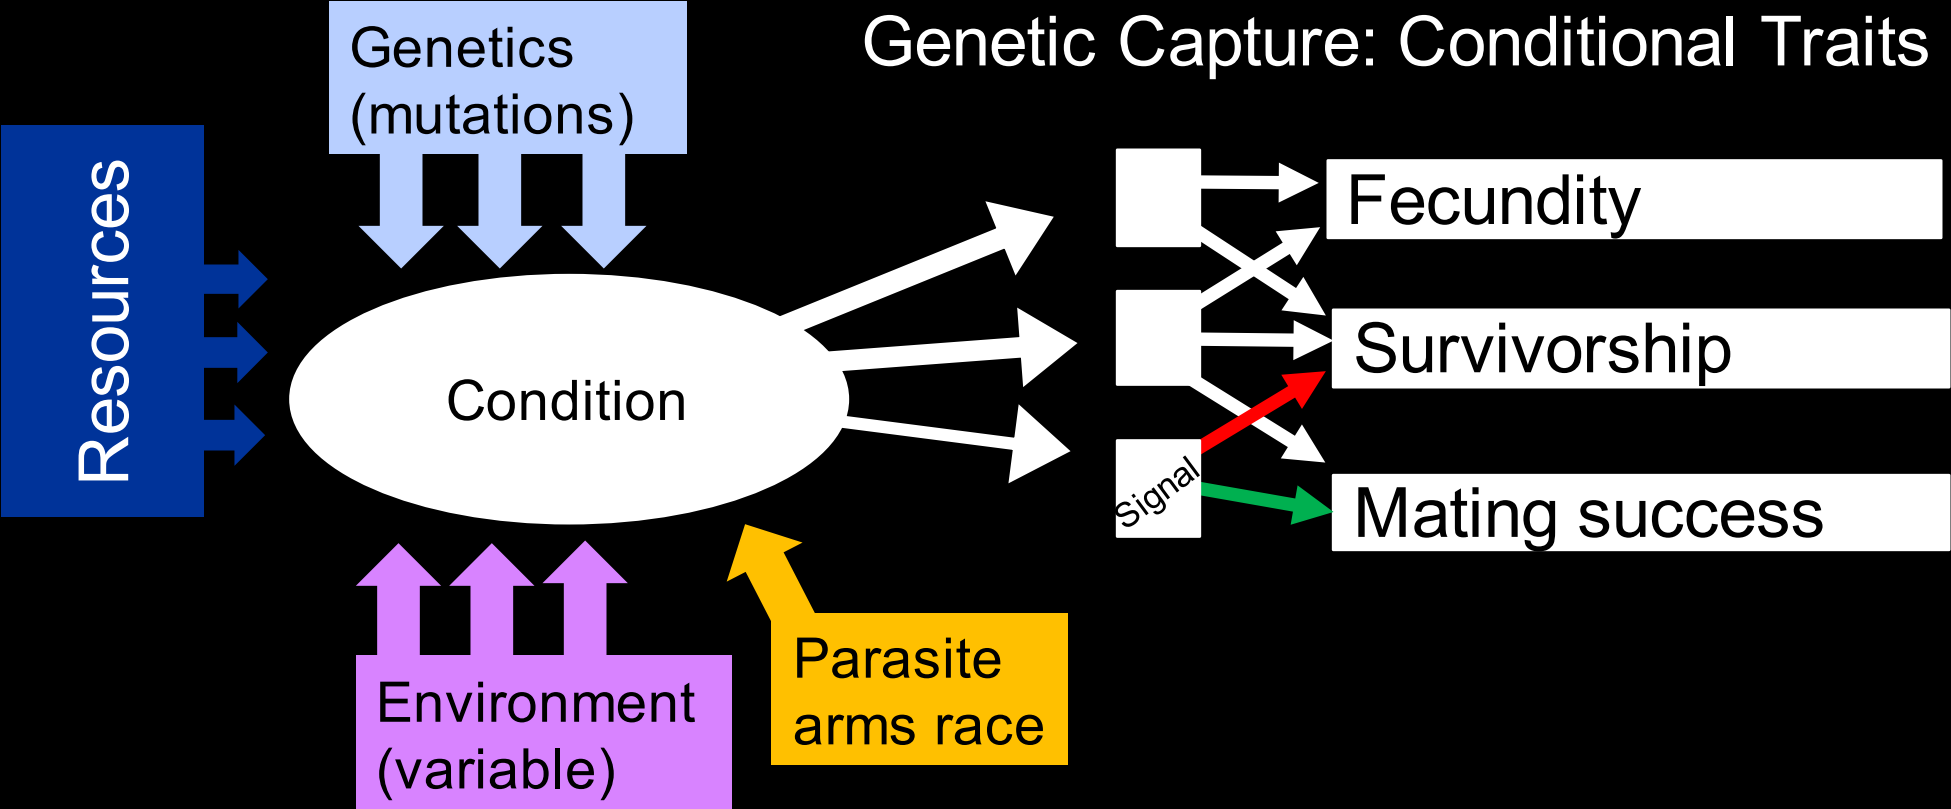 Genetic Capture: Conditional Traits
Genetics
(mutations)
Resources
Condition
Fecundity
Survivorship
Signal
Mating success
Environment
(variable)
Parasite
arms race